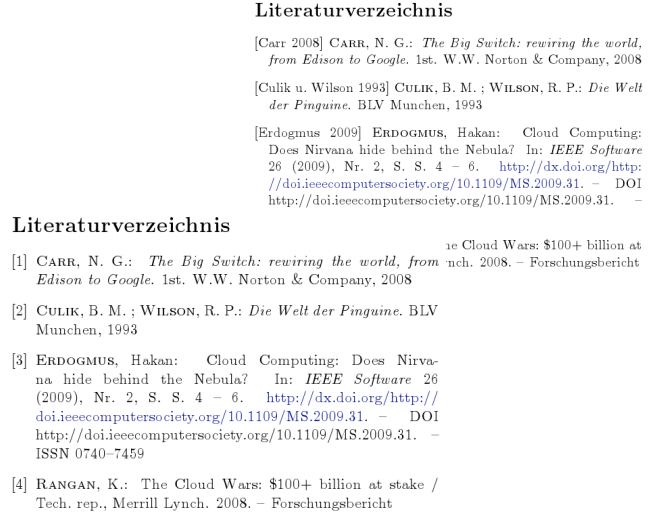 Literaturverzeichnis
[Carr 2008] CARR, N. G.: The Big Switch: rewiring the world,
from Edison to Google. 1st. W.W. Norton & Company, 2008
[Culik u. Wilson 1993] CULIK, B. M. ; WILSON, R. P.: Die Welt
der Pinguine. BLV Munchen, 1993
[Erdogmus 2009] ERDOGMUS, Hakan: Cloud Computing:
Does Nirvana hide behind the Nebula? In: IEEE Software
26 (2009), Nr. 2, S. S. 4 – 6. http://dx.doi.org/http:
//doi.ieeecomputersociety.org/10.1109/MS.2009.31. – DOI
http://doi.ieeecomputersociety.org/10.1109/MS.2009.31. –
Cloud Wars: $100+ billion at
2008. – Forschungsbericht
Literaturverzeichnis
[1] CARR, N. G.: The Big Switch: rewiring the world, from
Edison to Google. 1st. W.W. Norton & Company, 2008
[2] CULIK, B. M. ; WILSON, R. P.: Die Welt der Pinguine. BLV
Munchen, 1993
[3] ERDOGMUS, Hakan: Cloud Computing: Does Nirva-
na hide behind the Nebula? In: IEEE Software 26
(2009), Nr. 2, S. S. 4 – 6. http://dx.doi.org/http://
doi.ieeecomputersociety.org/10.1109/MS.2009.31. – DOI
http://doi.ieeecomputersociety.org/10.1109/MS.2009.31. –
ISSN 0740–7459
[4] RANGAN, K.: The Cloud Wars: $100+ billion at stake /
Tech. rep., Merrill Lynch. 2008. – Forschungsbericht